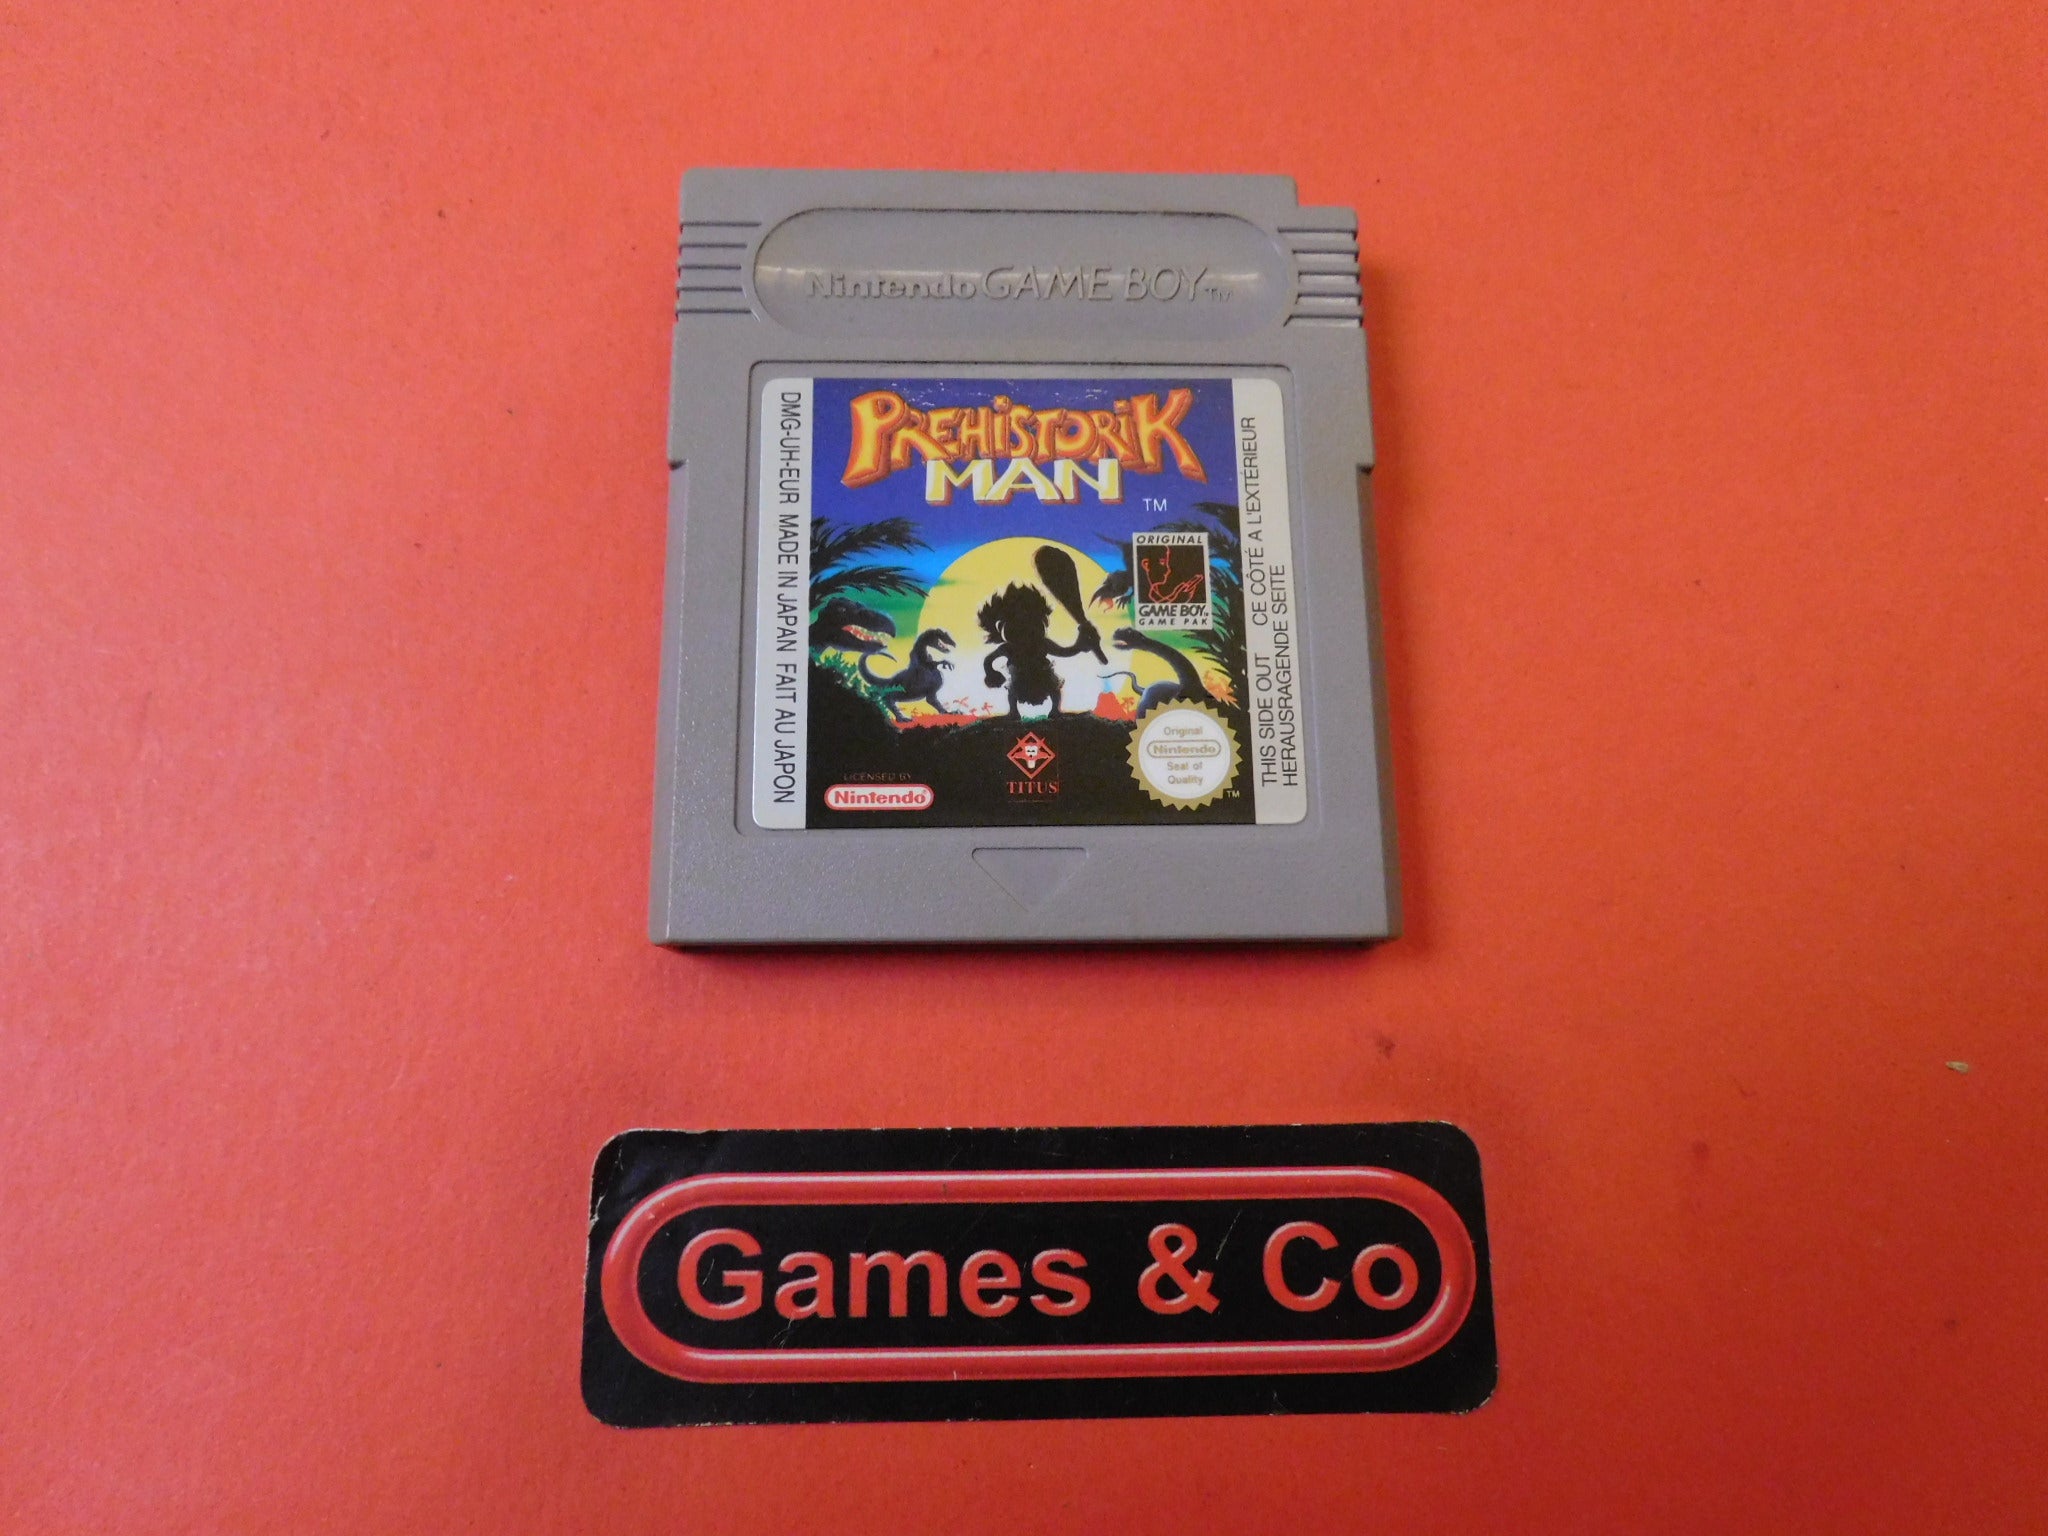 Nintendo GAME BOY TM
DMG-UH-EUR MADE IN JAPAN FAIT AU JAPON
PREHISTORIK
MAN
TM
ORIGINAL
GAME BOY TM
GAME PAK
THIS SIDE OUT CE CÔTÉ A L'EXTÉRIEUR
HERAUSRAGENDE SEITE
LICENSED BY
Nintendo
TITUS
Original
Nintendo
Seal of
Quality
TM
Games & Co